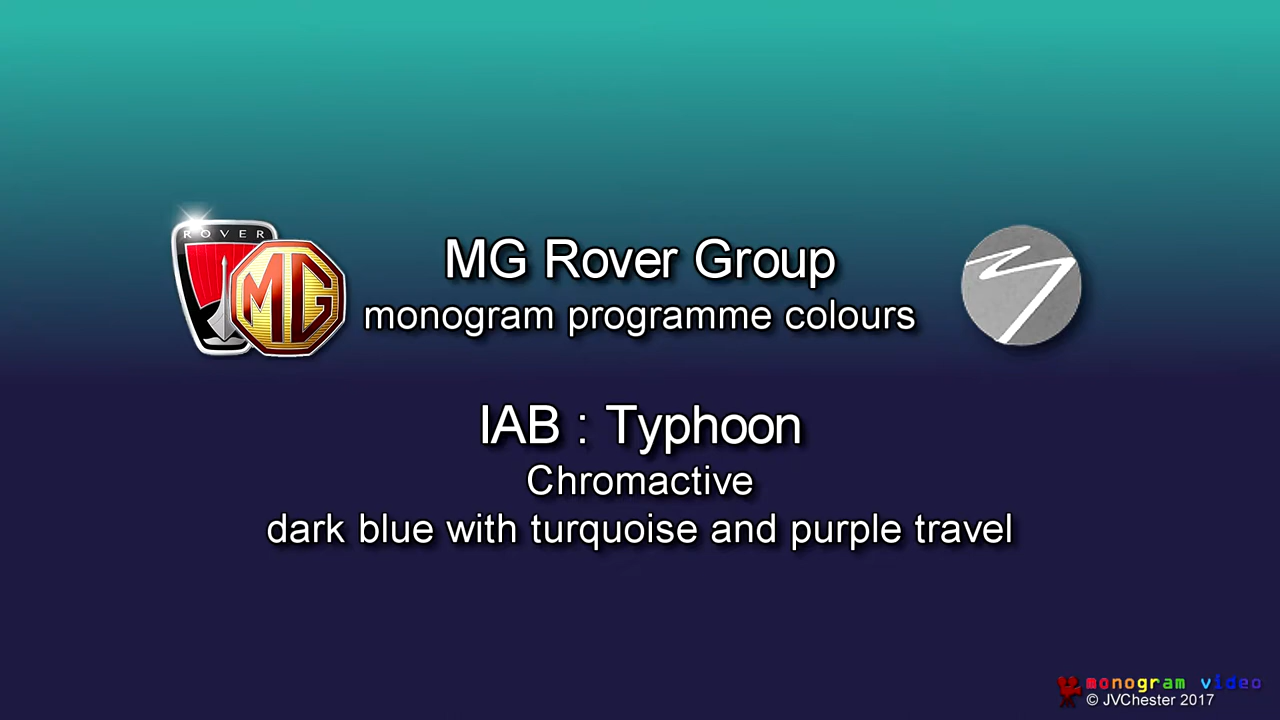 ROVER
MG
MG Rover Group
monogram programme colours
IAB : Typhoon
Chromactive
dark blue with turquoise and purple travel
monogram video
© JVChester 2017